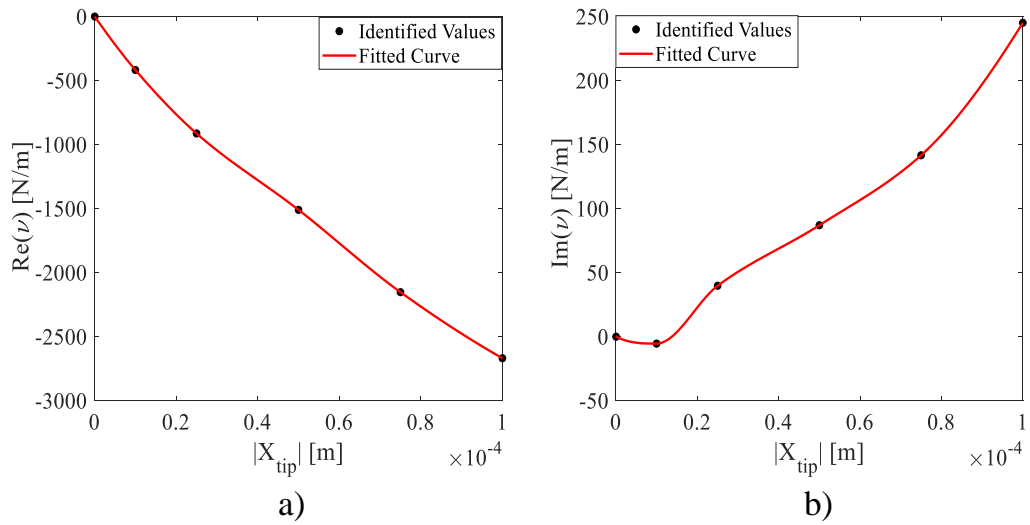 Identified Values
Fitted Curve
0
-500
-1000
-1500
-2000
-2500
-3000
Re(ν) [N/m]
0 0.2 0.4 0.6 0.8 1
|X_tip| [m]
×10^-4
a)
Identified Values
Fitted Curve
250
200
150
100
50
0
-50
Im(ν) [N/m]
0 0.2 0.4 0.6 0.8 1
|X_tip| [m]
×10^-4
b)